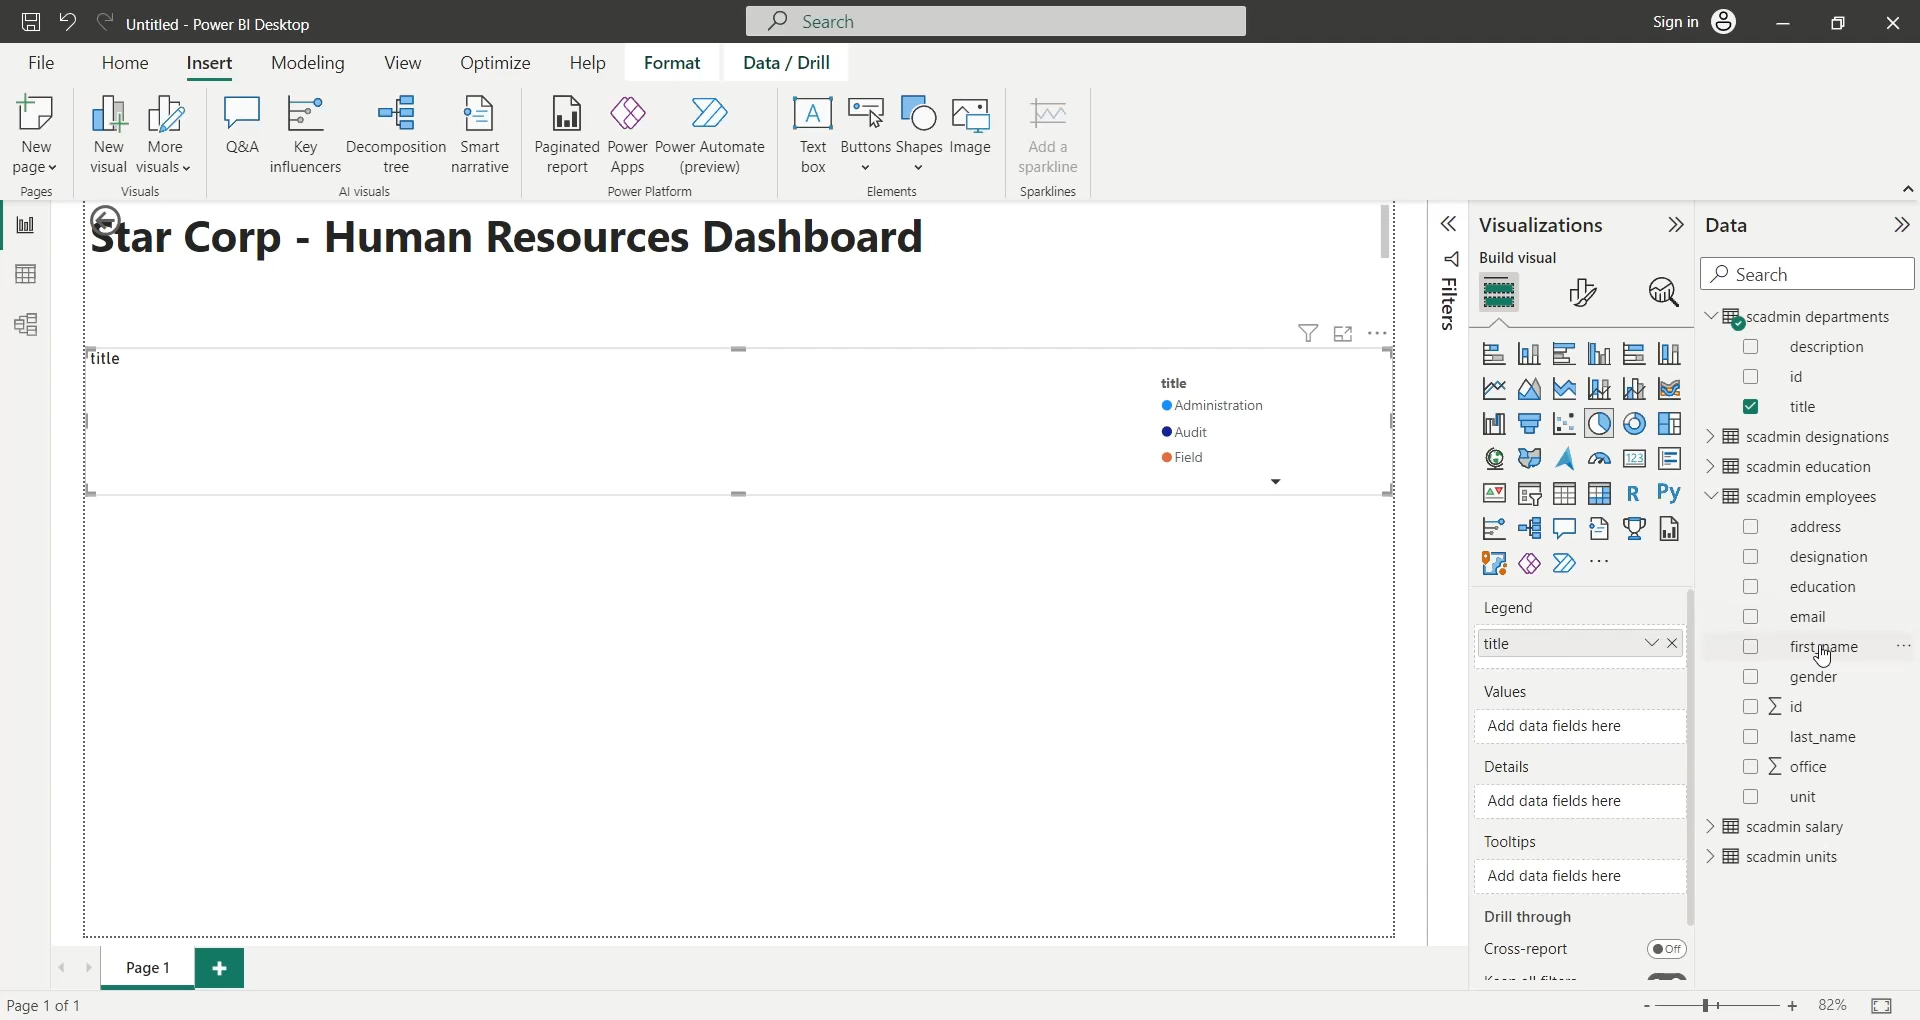 Untitled - Power BI Desktop
Search
Sign in
File
Home
Insert
Modeling
View
Optimize
Help
Format
Data / Drill
New page
New visual
More visuals
Q&A
Key influencers
Decomposition tree
Smart narrative
Paginated report
Power Apps
Power Automate (preview)
Text box
Buttons
Shapes
Image
Add a sparkline
Pages
Visuals
AI visuals
Power Platform
Elements
Sparklines
Star Corp - Human Resources Dashboard
title
title
Administration
Audit
Field
Filters
Visualizations
Build visual
123
R
Py
Legend
title
Values
Add data fields here
Details
Add data fields here
Tooltips
Add data fields here
Drill through
Cross-report
Off
Data
Search
scadmin departments
description
id
title
scadmin designations
scadmin education
scadmin employees
address
designation
education
email
first_name
gender
id
last_name
office
unit
scadmin salary
scadmin units
Page 1
Page 1 of 1
82%